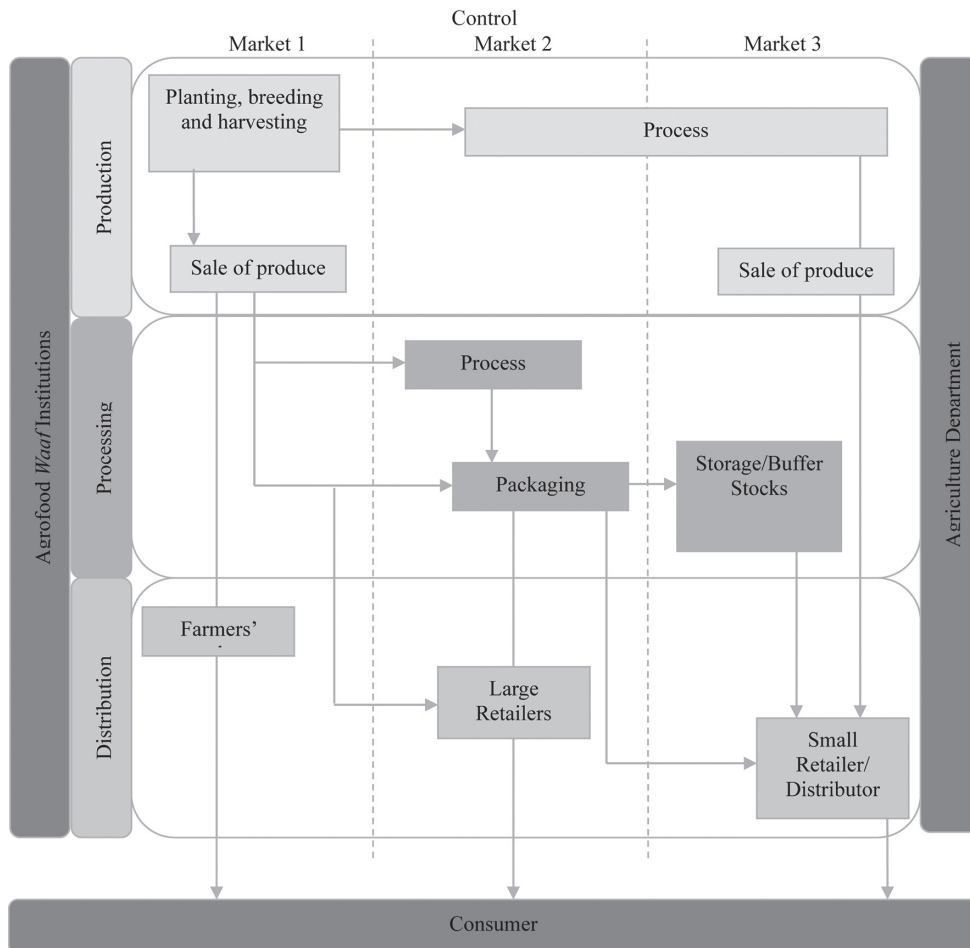 Control
Market 1
Market 2
Market 3
Agrofood Waaf Institutions
Production
Planting, breeding
and harvesting
Process
Sale of produce
Sale of produce
Agriculture Department
Processing
Process
Packaging
Storage/Buffer
Stocks
Distribution
Farmers’
Large
Retailers
Small
Retailer/
Distributor
Consumer